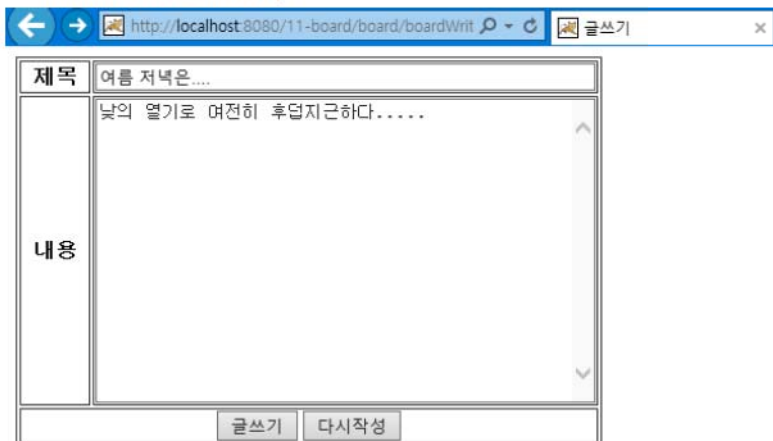 http://localhost:8080/11-board/board/boardWrit
글쓰기
제목 여름 저녁은....
낮의 열기로 여전히 후덥지근하다.....
내용
글쓰기 다시작성